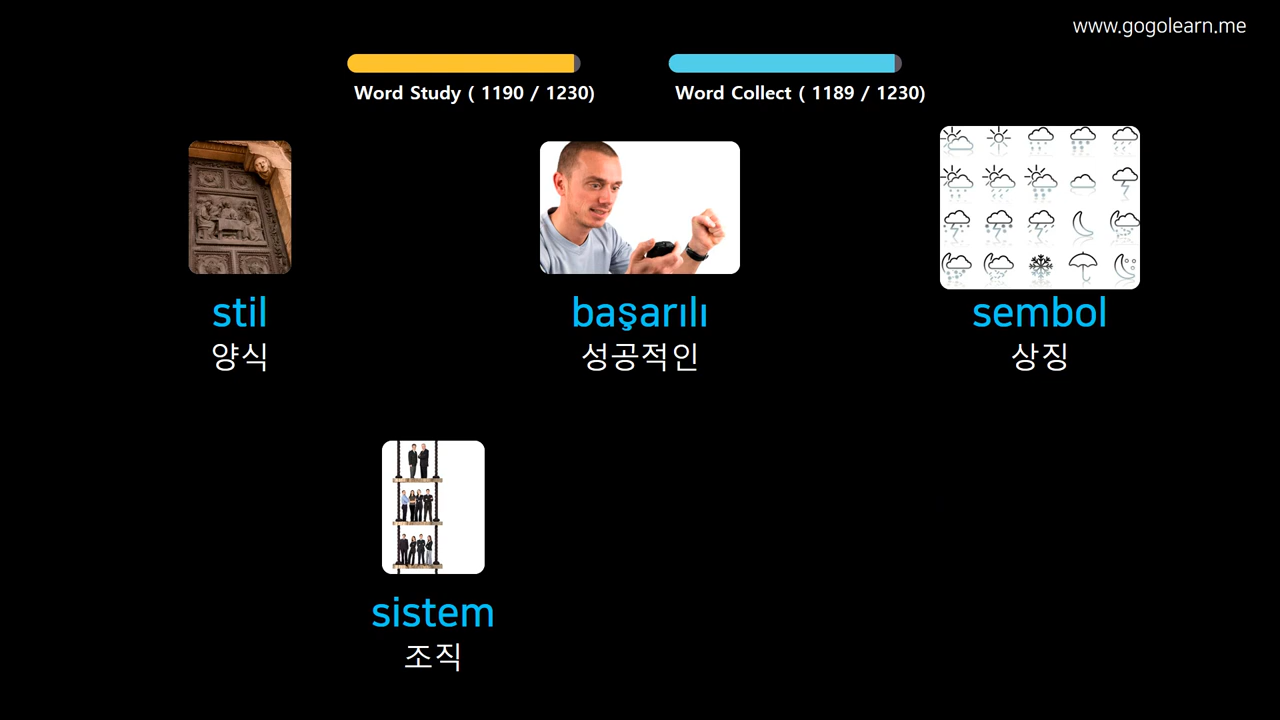 www.gogolearn.me
Word Study ( 1190 / 1230)
Word Collect ( 1189 / 1230)
stil
양식
başarılı
성공적인
sembol
상징
sistem
조직